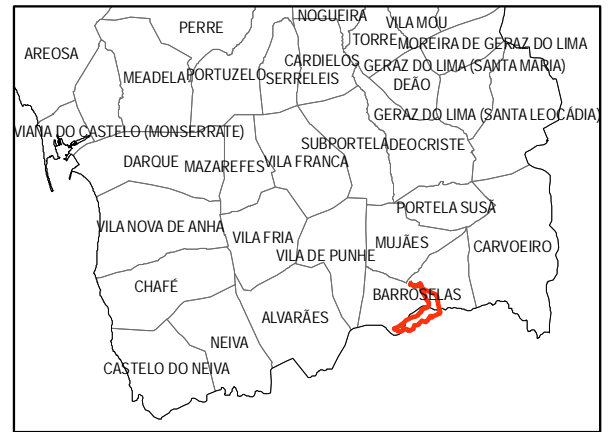 NOGUEIRA
VILA MOU
PERRE
TORRE
MOREIRA DE GERAZ DO LIMA
AREOSA
CARDIELOS
GERAZ DO LIMA (SANTA MARIA)
MEADELA
PORTUZELO
SERRELEIS
DEÃO
GERAZ DO LIMA (SANTA LEOCÁDIA)
VIANA DO CASTELO (MONSERRATE)
SUBPORTELA
DEOCRISTE
DARQUE
MAZAREFES
VILA FRANCA
PORTELA SUSÃ
VILA NOVA DE ANHA
VILA FRIA
MUJÃES
CARVOEIRO
VILA DE PUNHE
CHAFÉ
BARROSELAS
ALVARÃES
NEIVA
CASTELO DO NEIVA